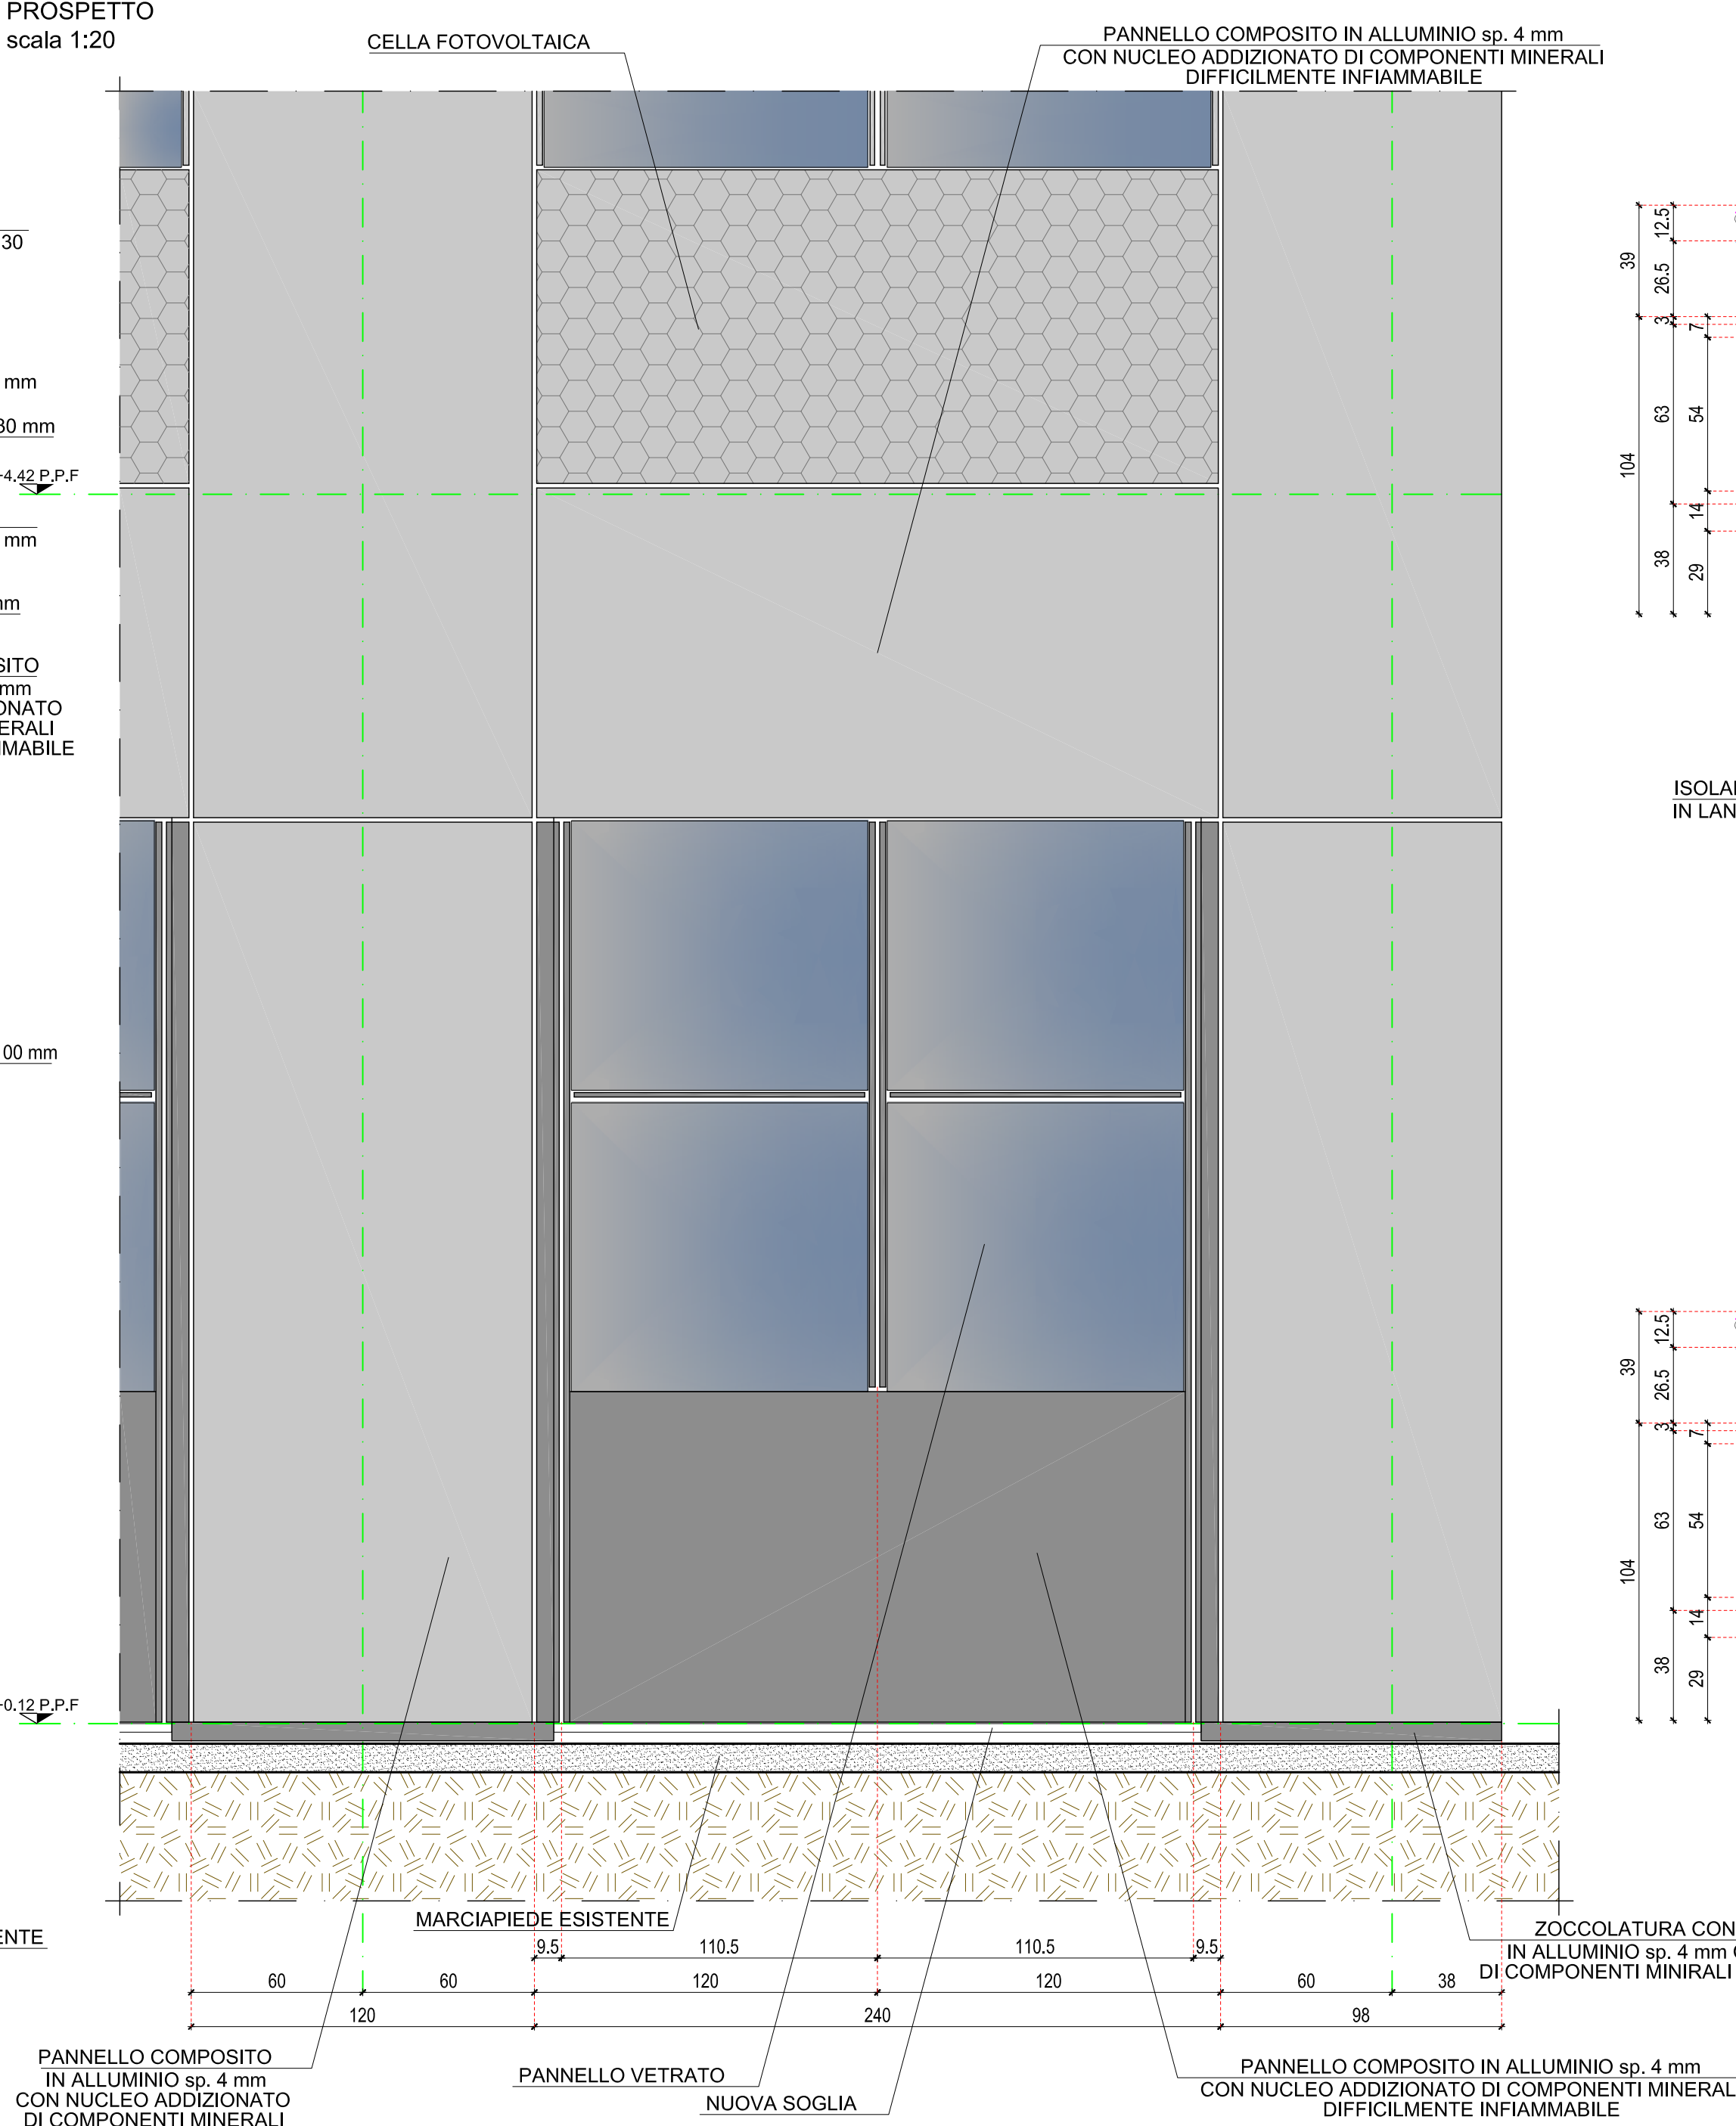 PROSPETTO
scala 1:20
CELLA FOTOVOLTAICA
PANNELLO COMPOSITO IN ALLUMINIO sp. 4 mm
CON NUCLEO ADDIZIONATO DI COMPONENTI MINERALI
DIFFICILMENTE INFIAMMABILE
30
mm
30 mm
4.42 P.P.F
mm
mm
SITO
mm
ONATO
ERALI
MMABILE
00 mm
0.12 P.P.F
ENTE
39
12.5
26.5
104
3
7
63
54
14
38
29
ISOLA
IN LAN
39
12.5
26.5
104
3
7
63
54
14
38
29
MARCIAPIEDE ESISTENTE
ZOCCOLATURA CON
IN ALLUMINIO sp. 4 mm
DI COMPONENTI MINIRALI
9.5
110.5
110.5
9.5
60
60
120
120
60
38
120
240
98
PANNELLO COMPOSITO
IN ALLUMINIO sp. 4 mm
CON NUCLEO ADDIZIONATO
DI COMPONENTI MINERALI
PANNELLO VETRATO
NUOVA SOGLIA
PANNELLO COMPOSITO IN ALLUMINIO sp. 4 mm
CON NUCLEO ADDIZIONATO DI COMPONENTI MINERAL
DIFFICILMENTE INFIAMMABILE